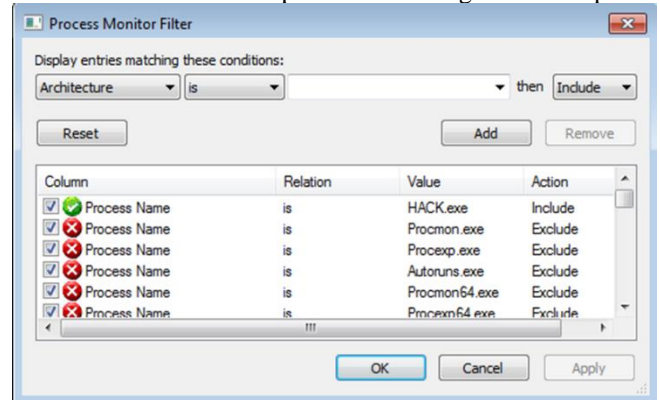 Process Monitor Filter
Display entries matching these conditions:
Architecture is then Include
Reset Add Remove
Column Relation Value Action
Process Name is HACK.exe Include
Process Name is Procmon.exe Exclude
Process Name is Procexp.exe Exclude
Process Name is Autoruns.exe Exclude
Process Name is Procmon64.exe Exclude
Process Name is Procexp64.exe Exclude
OK Cancel Apply